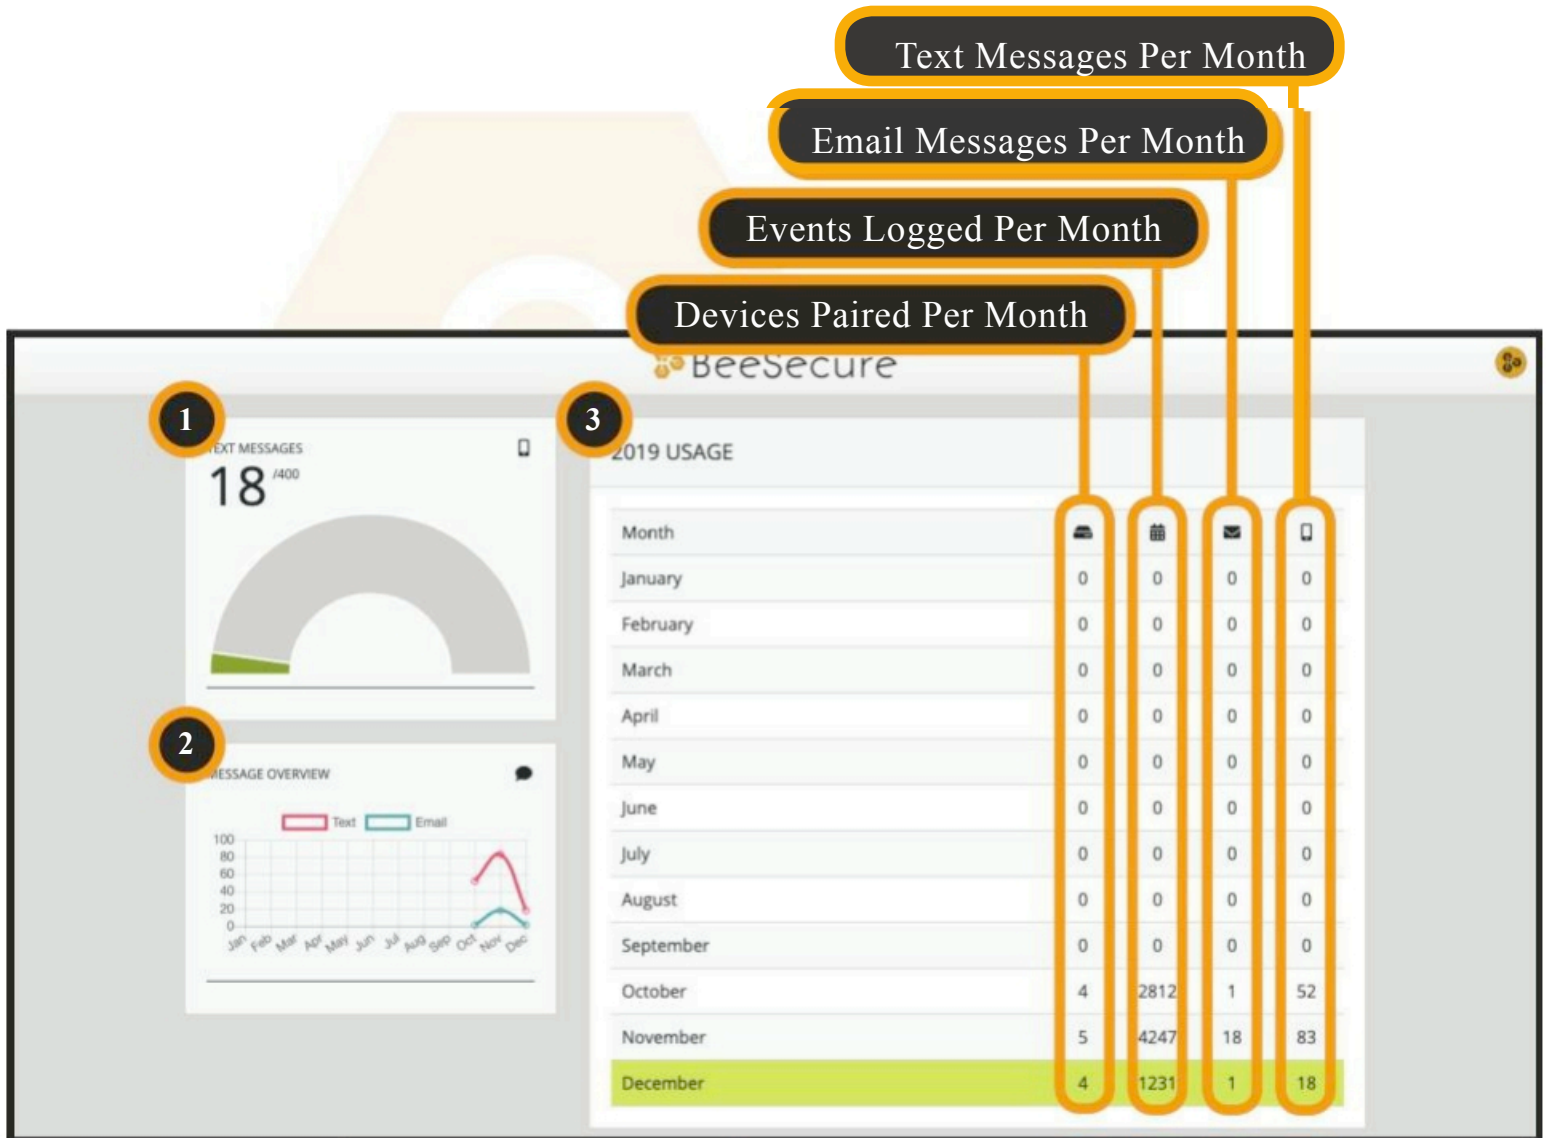 Text Messages Per Month
Email Messages Per Month
Events Logged Per Month
Devices Paired Per Month
BeeSecure
1
TEXT MESSAGES
18 /400
2
MESSAGE OVERVIEW
Text Email
100
80
60
40
20
0
Jan Feb Mar Apr May Jun Jul Aug Sep Oct Nov Dec
3
2019 USAGE
Month
January 0 0 0 0
February 0 0 0 0
March 0 0 0 0
April 0 0 0 0
May 0 0 0 0
June 0 0 0 0
July 0 0 0 0
August 0 0 0 0
September 0 0 0 0
October 4 2812 1 52
November 5 4247 18 83
December 4 1231 1 18